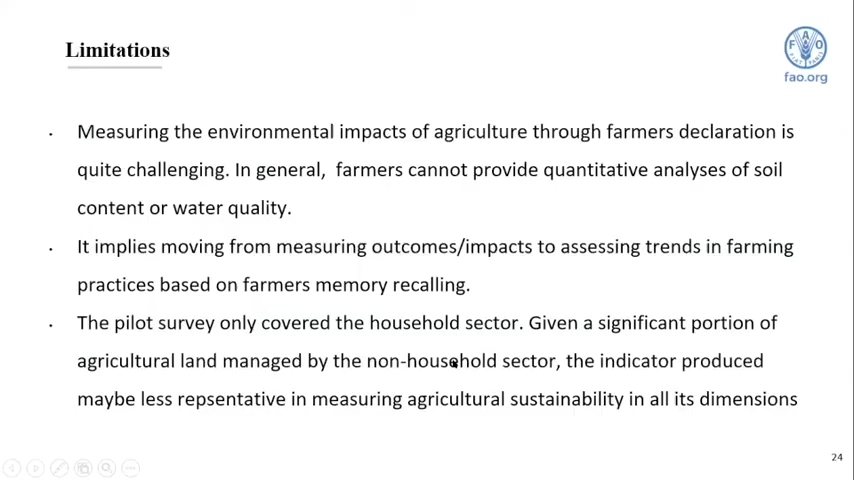 Limitations
F A O
fao.org
• Measuring the environmental impacts of agriculture through farmers declaration is
quite challenging. In general, farmers cannot provide quantitative analyses of soil
content or water quality.
• It implies moving from measuring outcomes/impacts to assessing trends in farming
practices based on farmers memory recalling.
• The pilot survey only covered the household sector. Given a significant portion of
agricultural land managed by the non-household sector, the indicator produced
maybe less repsentative in measuring agricultural sustainability in all its dimensions
24